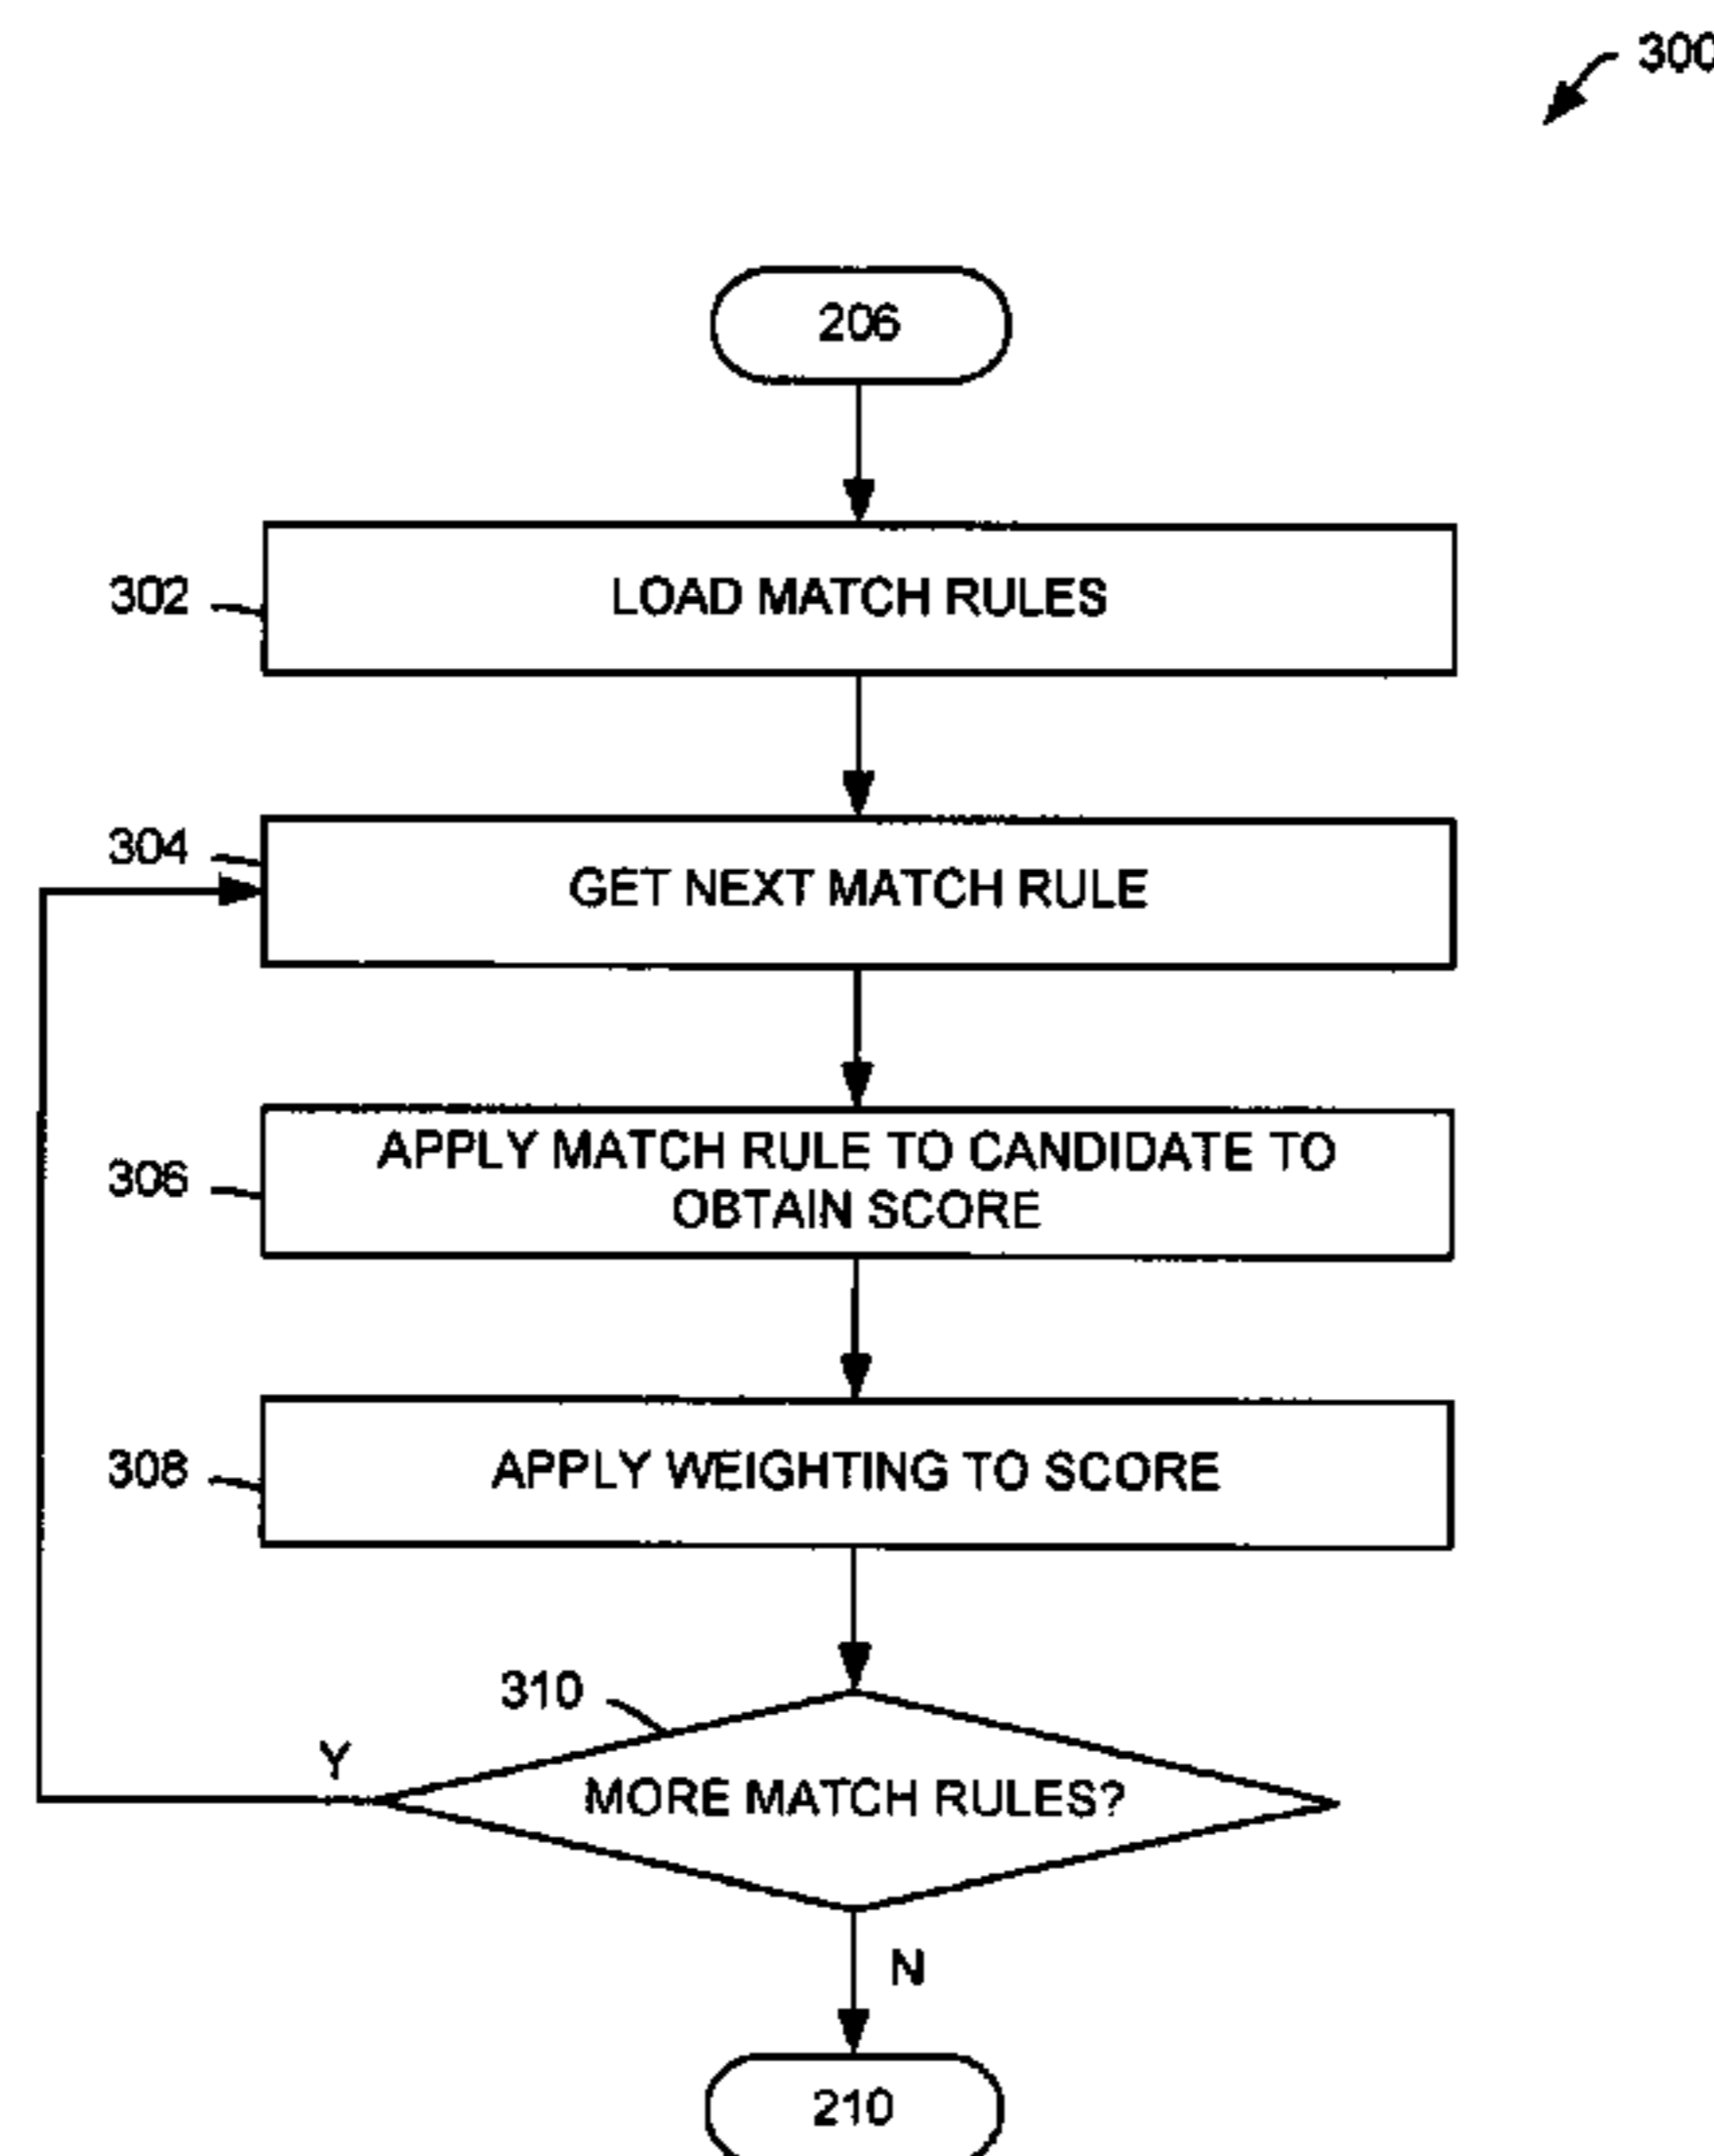 300
206
302
LOAD MATCH RULES
304
GET NEXT MATCH RULE
306
APPLY MATCH RULE TO CANDIDATE TO
OBTAIN SCORE
308
APPLY WEIGHTING TO SCORE
310
Y
MORE MATCH RULES?
N
210